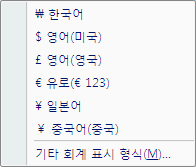 ₩ 한국어
$ 영어(미국)
£ 영어(영국)
€ 유로(€ 123)
¥ 일본어
¥ 중국어(중국)
기타 회계 표시 형식(M)...